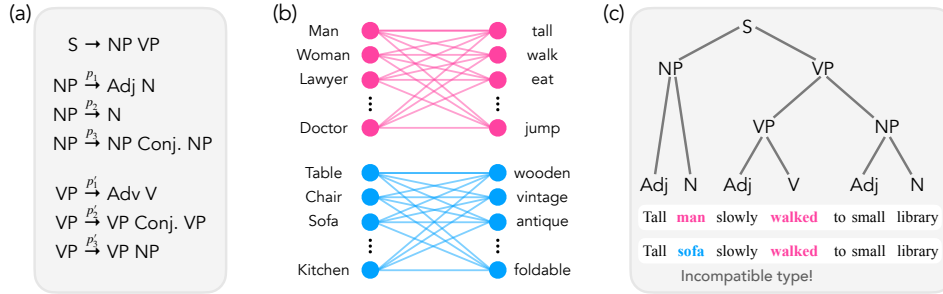 (a)
S → NP VP
NP p₁→ Adj N
NP p₂→ N
NP p₃→ NP Conj. NP
VP p′₁→ Adv V
VP p′₂→ VP Conj. VP
VP p′₃→ VP NP
(b)
Man tall
Woman walk
Lawyer eat
Doctor jump
Table wooden
Chair vintage
Sofa antique
Kitchen foldable
(c)
S
NP VP
VP NP
Adj N Adj V Adj N
Tall man slowly walked to small library
Tall sofa slowly walked to small library
Incompatible type!